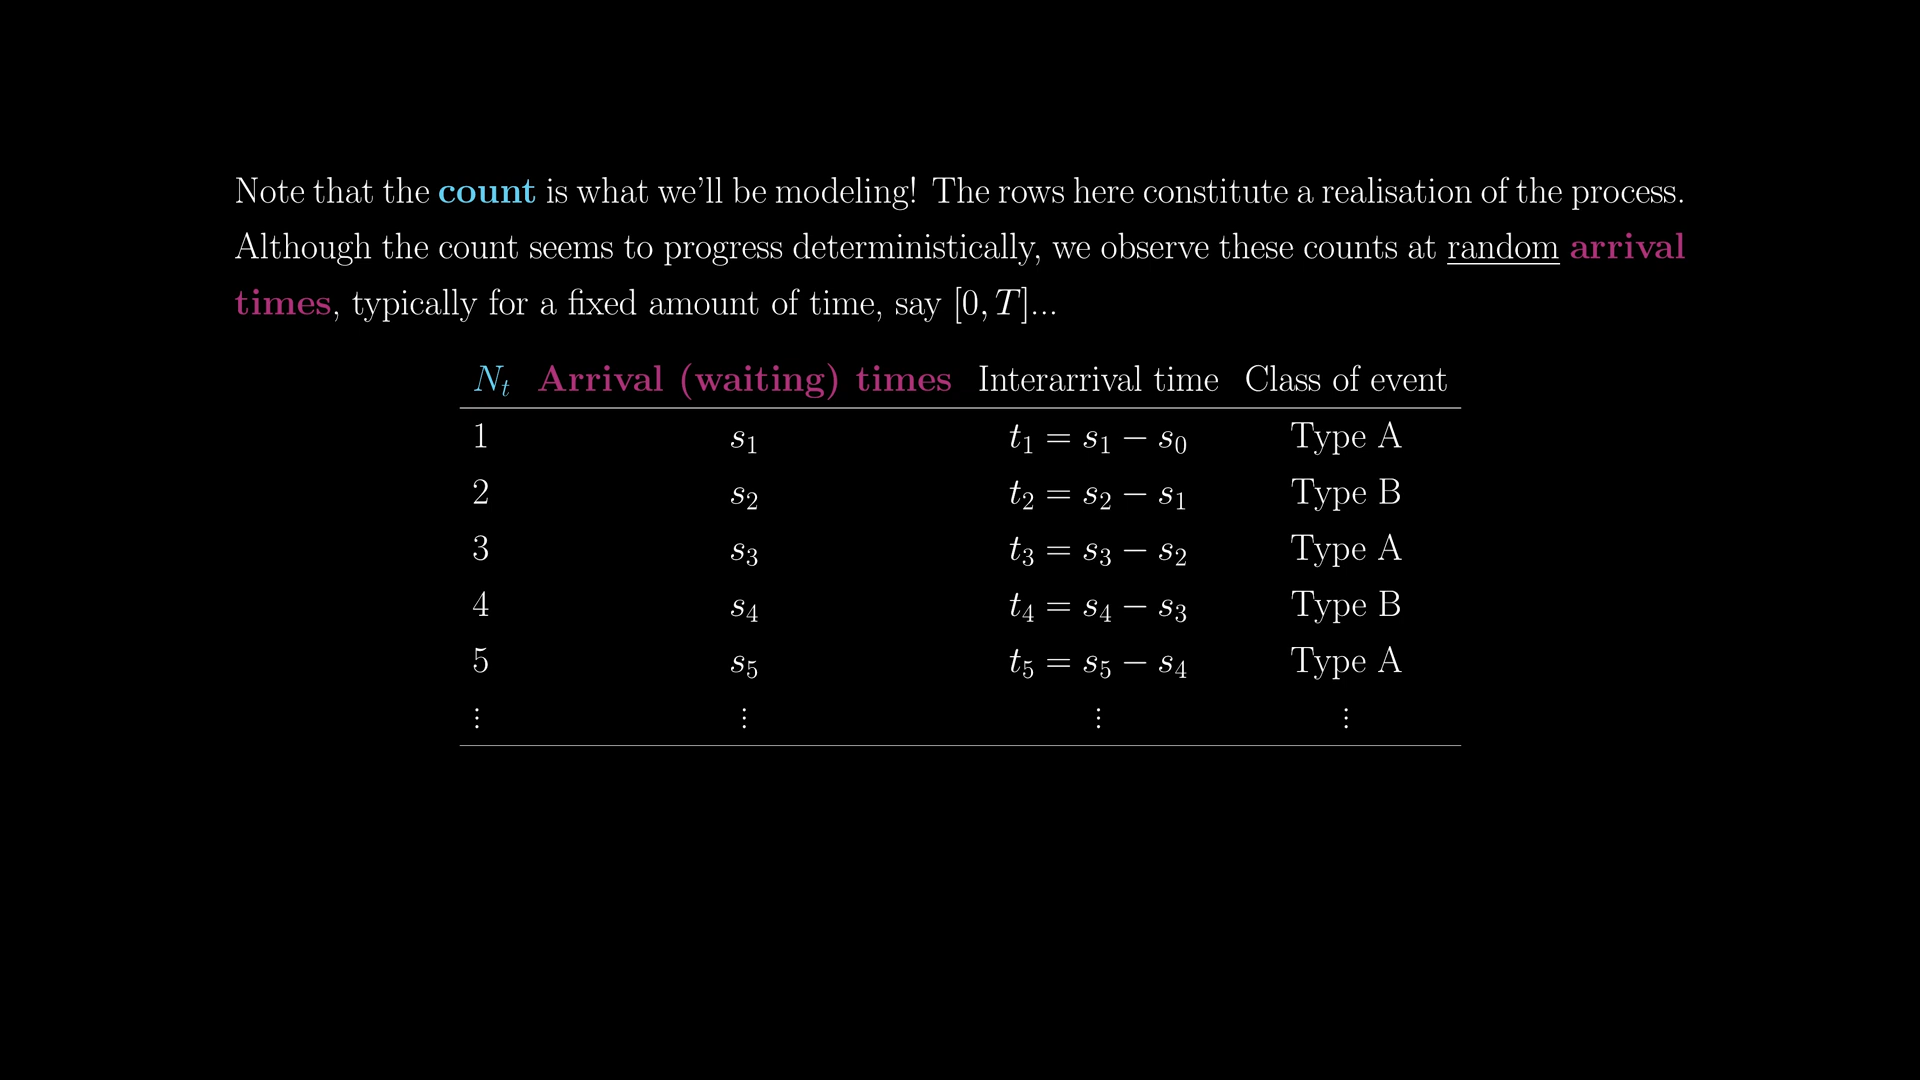 Note that the count is what we'll be modeling! The rows here constitute a realisation of the process.
Although the count seems to progress deterministically, we observe these counts at random arrival
times, typically for a fixed amount of time, say [0, T]...
N_t Arrival (waiting) times Interarrival time Class of event
1 s_1 t_1 = s_1 − s_0 Type A
2 s_2 t_2 = s_2 − s_1 Type B
3 s_3 t_3 = s_3 − s_2 Type A
4 s_4 t_4 = s_4 − s_3 Type B
5 s_5 t_5 = s_5 − s_4 Type A
⋮ ⋮ ⋮ ⋮